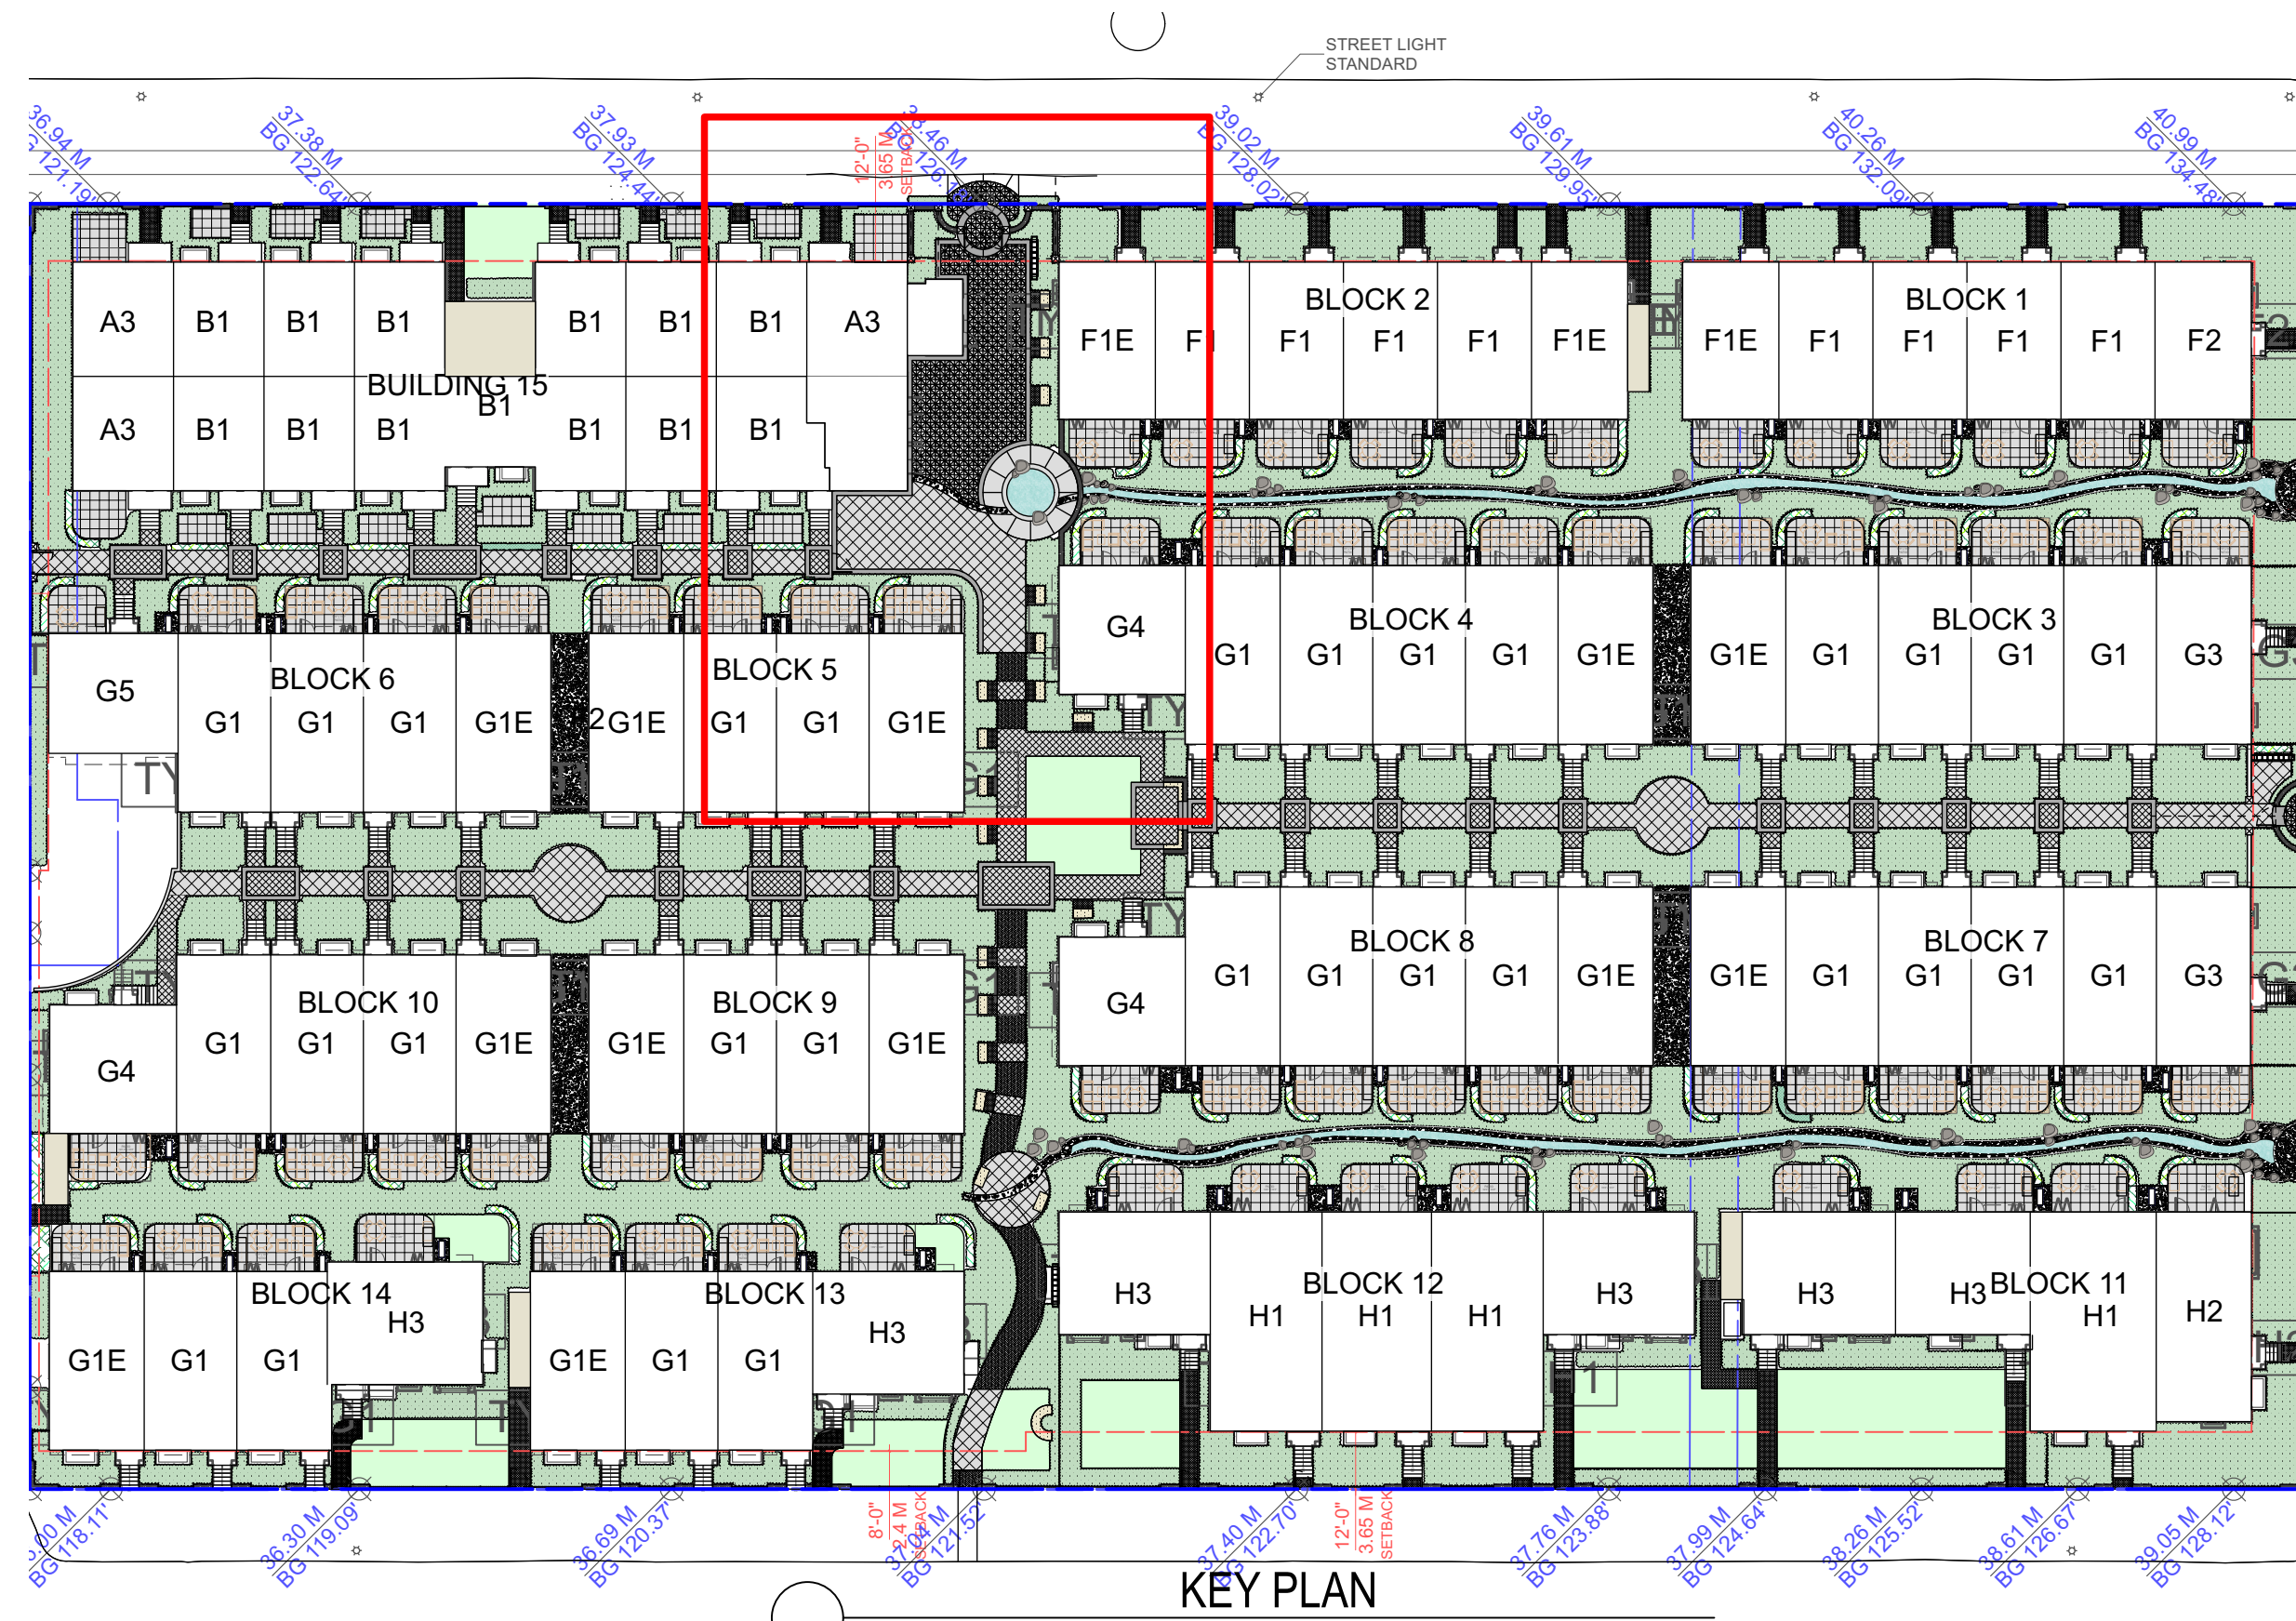 STREET LIGHT
STANDARD
36.94 M
37.38 M
BG 122.64'
37.93 M
BG 124.44'
12'-0"
3.65 M
SETBACK
38.46 M
39.02 M
BG 128.02'
39.61 M
BG 129.95'
40.26 M
BG 132.09'
40.99 M
BG 134.48'
A3 B1 B1 B1 B1 B1 B1 A3
BUILDING 15
B1
A3 B1 B1 B1 B1 B1 B1
BLOCK 2
F1E F1 F1 F1 F1 F1E
BLOCK 1
F1E F1 F1 F1 F1 F2
BLOCK 6
G5 G1 G1 G1 G1E
BLOCK 5
G1E G1 G1 G1E
BLOCK 4
G4 G1 G1 G1 G1 G1E
BLOCK 3
G1E G1 G1 G1 G1 G3
BLOCK 10
G4 G1 G1 G1 G1E
BLOCK 9
G1E G1 G1 G1E
BLOCK 8
G4 G1 G1 G1 G1 G1E
BLOCK 7
G1E G1 G1 G1 G1 G3
BLOCK 14
G1E G1 G1 H3
BLOCK 13
G1E G1 G1 H3
BLOCK 12
H3 H1 H1 H1 H3
BLOCK 11
H3 H3 H1 H2
BG 118.11'
36.30 M
BG 119.09'
36.69 M
BG 120.37'
8'-0"
2.4 M
SETBACK
BG 121.52'
37.40 M
BG 122.70'
12'-0"
3.65 M
SETBACK
37.76 M
BG 123.88'
37.99 M
BG 124.64'
38.26 M
BG 125.52'
38.61 M
BG 126.67'
39.05 M
BG 128.12'
KEY PLAN